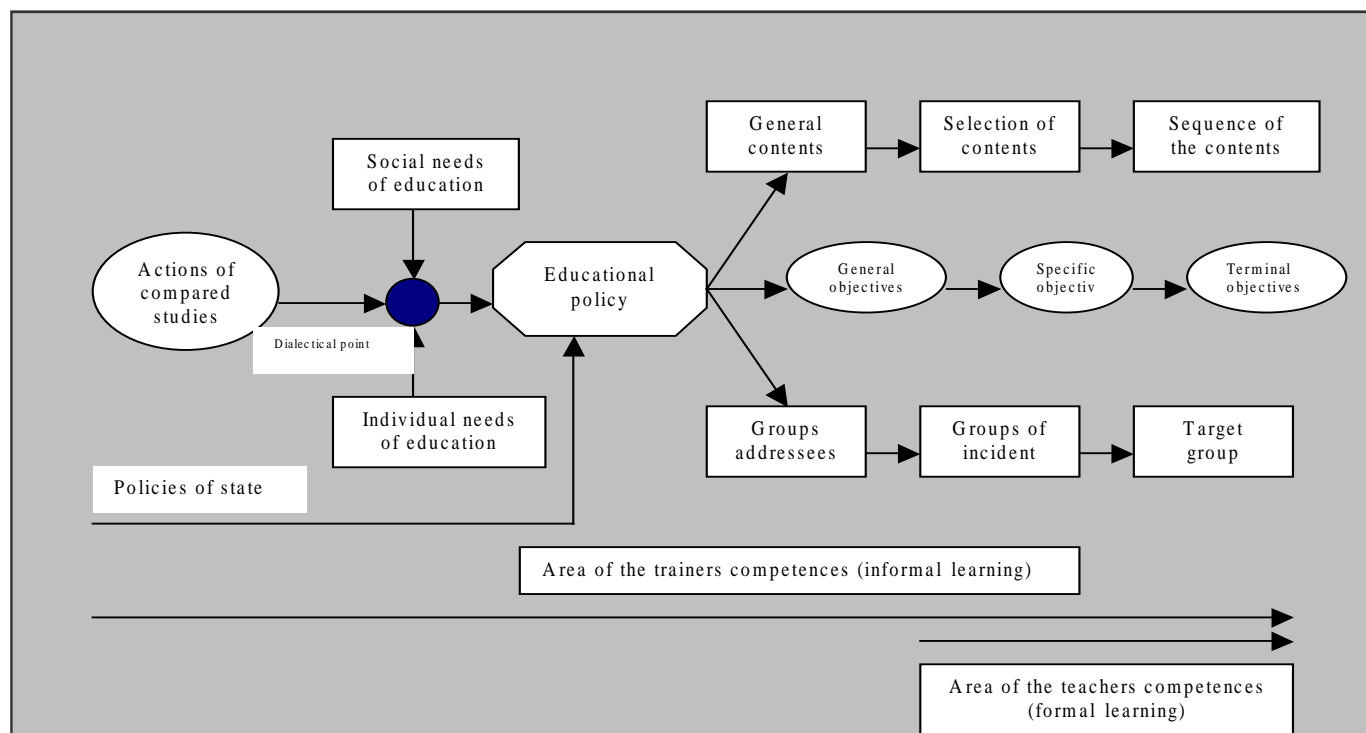 General
contents
Selection of
contents
Sequence of
the contents
Social needs
of education
Actions of
compared
studies
Educational
policy
General
objectives
Specific
objectiv
Terminal
objectives
Dialectical point
Individual needs
of education
Groups
addressees
Groups of
incident
Target
group
Policies of state
Area of the trainers competences (informal learning)
Area of the teachers competences
(formal learning)